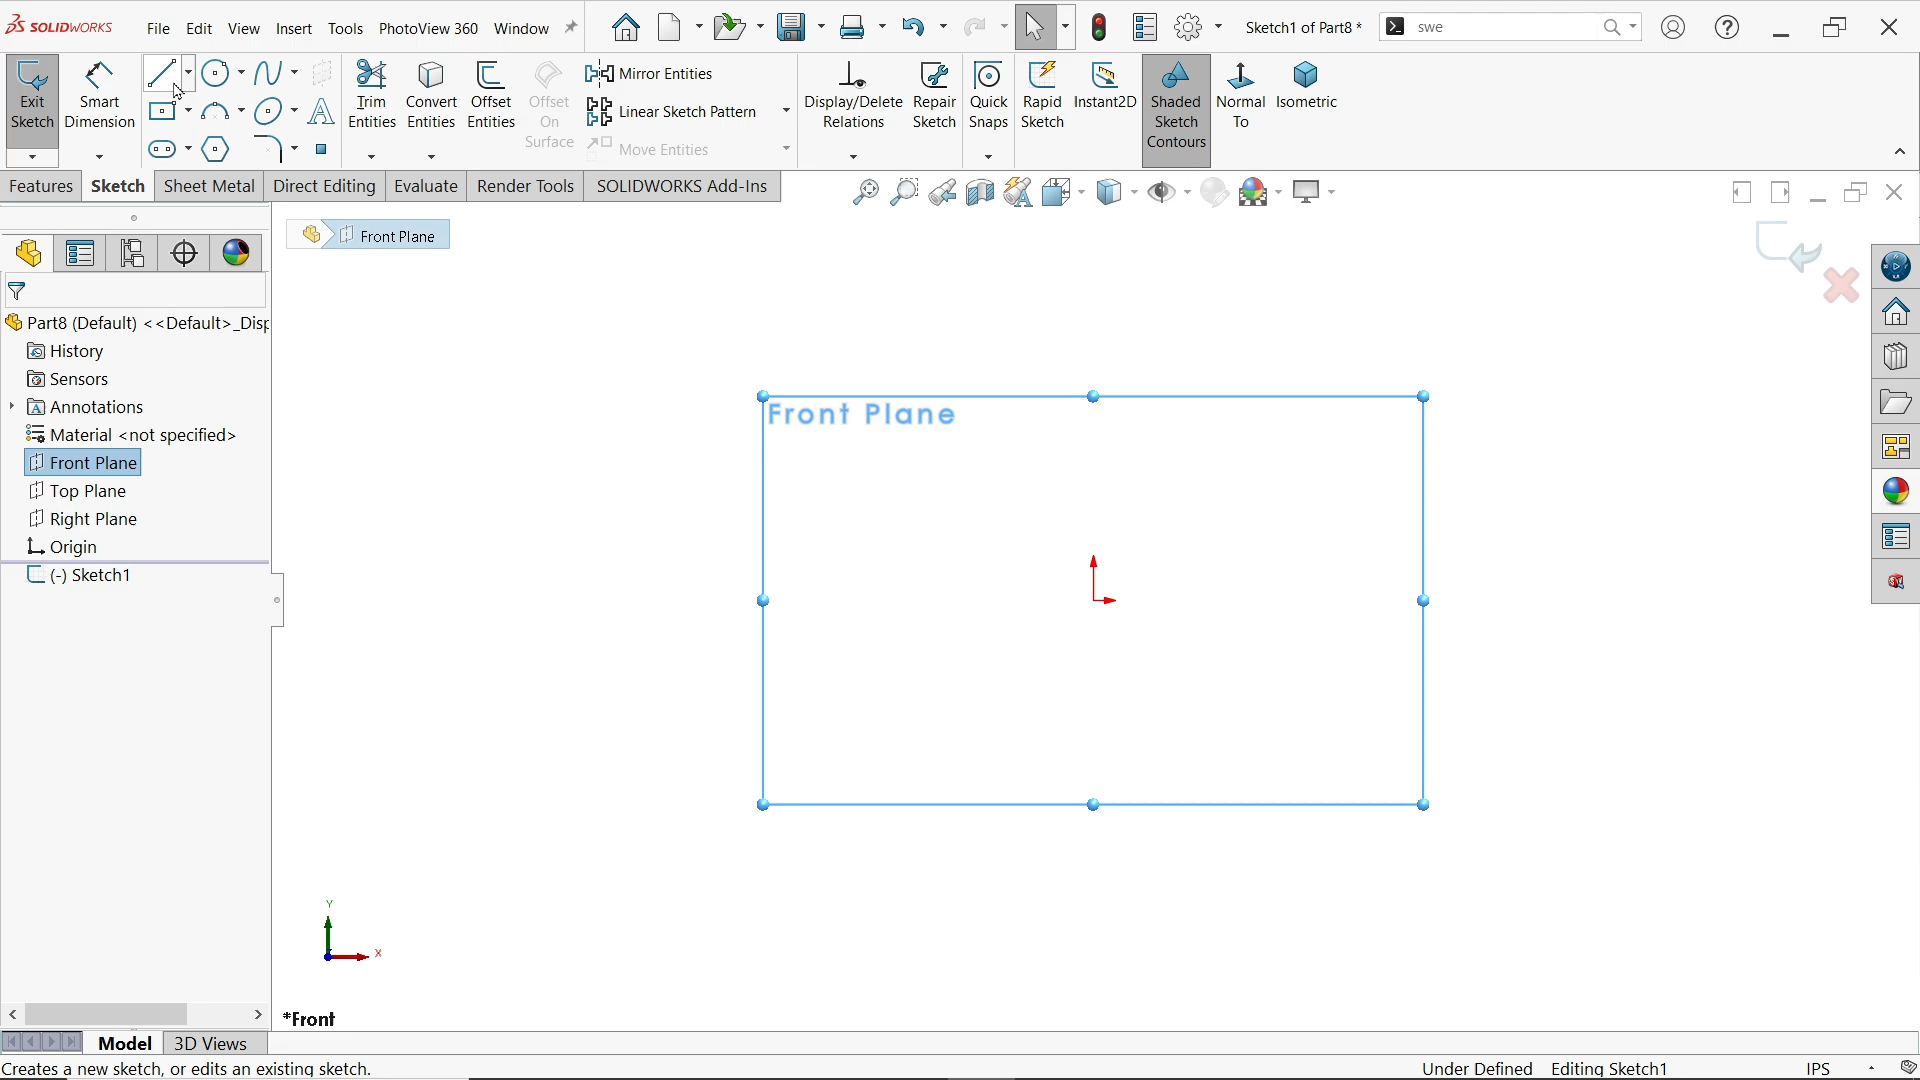 SOLIDWORKS File Edit View Insert Tools PhotoView 360 Window Sketch1 of Part8 * swe
Exit Sketch
Smart Dimension
Trim Entities
Convert Entities
Offset Entities
Offset On Surface
Mirror Entities
Linear Sketch Pattern
Move Entities
Display/Delete Relations
Repair Sketch
Quick Snaps
Rapid Sketch
Instant2D
Shaded Sketch Contours
Normal To
Isometric
Features Sketch Sheet Metal Direct Editing Evaluate Render Tools SOLIDWORKS Add-Ins
Front Plane
Part8 (Default) <<Default>_Disp
History
Sensors
Annotations
Material <not specified>
Front Plane
Top Plane
Right Plane
Origin
(-) Sketch1
Front Plane
Y
X
*Front
Model 3D Views
Creates a new sketch, or edits an existing sketch. Under Defined Editing Sketch1 IPS